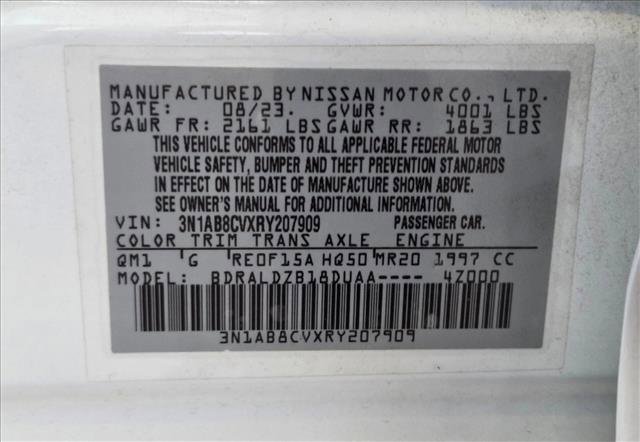 MANUFACTURED BY NISSAN MOTOR CO., LTD.
DATE: 08/23. GVWR: 4001 LBS
GAWR FR: 2161 LBS GAWR RR: 1863 LBS
THIS VEHICLE CONFORMS TO ALL APPLICABLE FEDERAL MOTOR
VEHICLE SAFETY, BUMPER AND THEFT PREVENTION STANDARDS
IN EFFECT ON THE DATE OF MANUFACTURE SHOWN ABOVE.
SEE OWNER'S MANUAL FOR ADDITIONAL INFORMATION.
VIN: 3N1AB8CVXRY207909 PASSENGER CAR.
COLOR TRIM TRANS AXLE ENGINE
QM1 'G 'RE0F15A HQ50 'MR20 1997 CC
MODEL: BDRALDZB18DUAA---- 4Z000
3N1AB8CVXRY207909